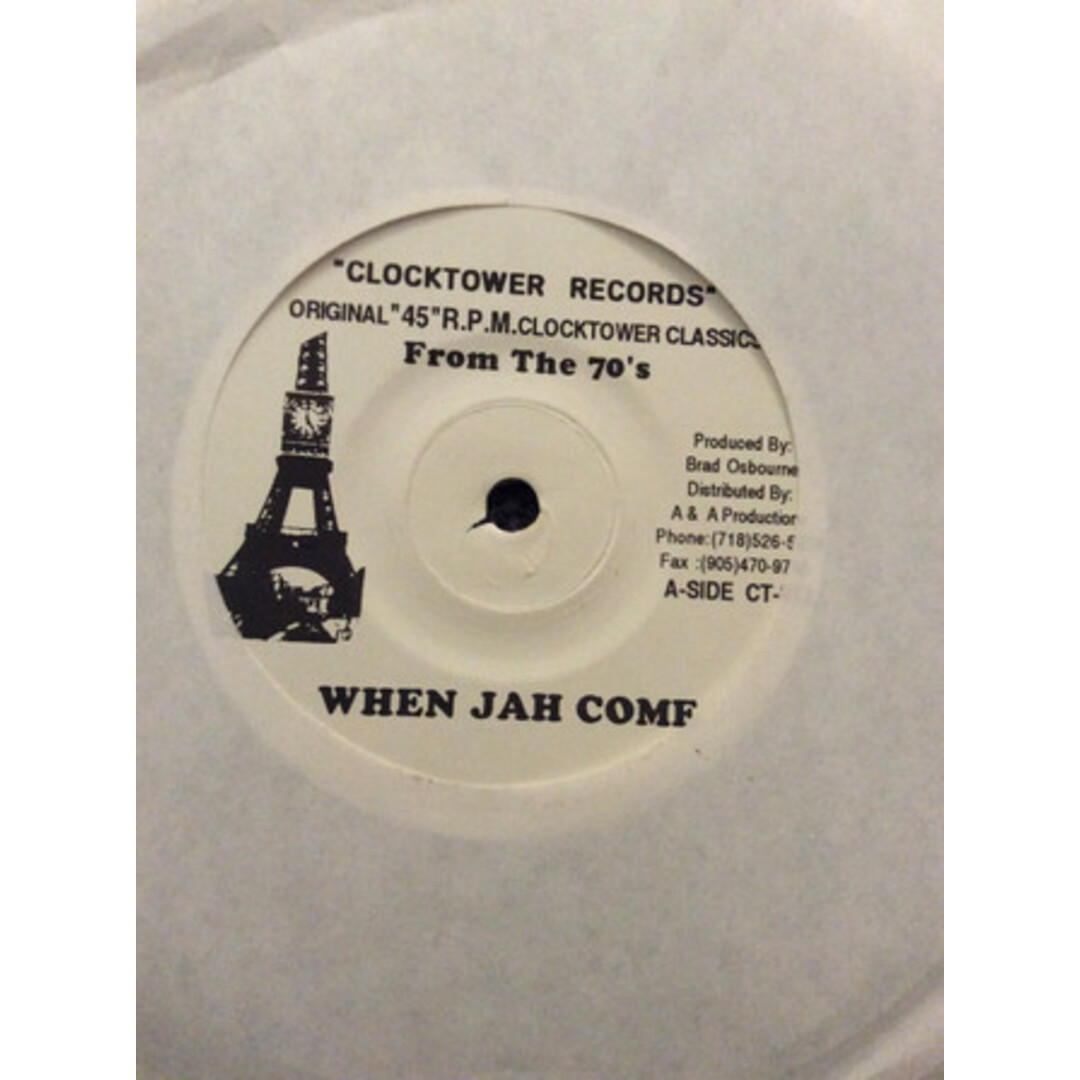 "CLOCKTOWER RECORDS"
ORIGINAL "45" R.P.M. CLOCKTOWER CLASSICS
From The 70's
Produced By:
Brad Osbourne
Distributed By:
A & A Production
Phone:(718)526-5
Fax :(905)470-97
A-SIDE CT-
WHEN JAH COMF